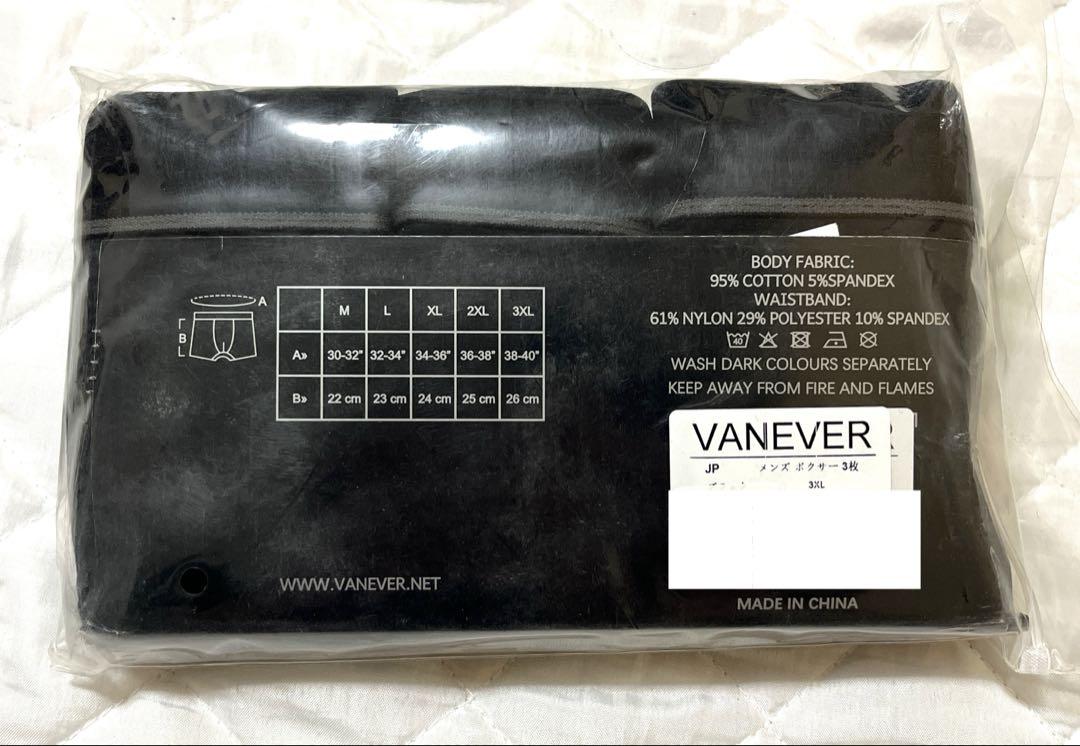 A
B
M L XL 2XL 3XL
A» 30-32" 32-34" 34-36" 36-38" 38-40"
B» 22 cm 23 cm 24 cm 25 cm 26 cm
WWW.VANEVER.NET
BODY FABRIC:
95% COTTON 5%SPANDEX
WAISTBAND:
61% NYLON 29% POLYESTER 10% SPANDEX
40
WASH DARK COLOURS SEPARATELY
KEEP AWAY FROM FIRE AND FLAMES
VANEVER
JP メンズ ボクサー 3枚
3XL
MADE IN CHINA